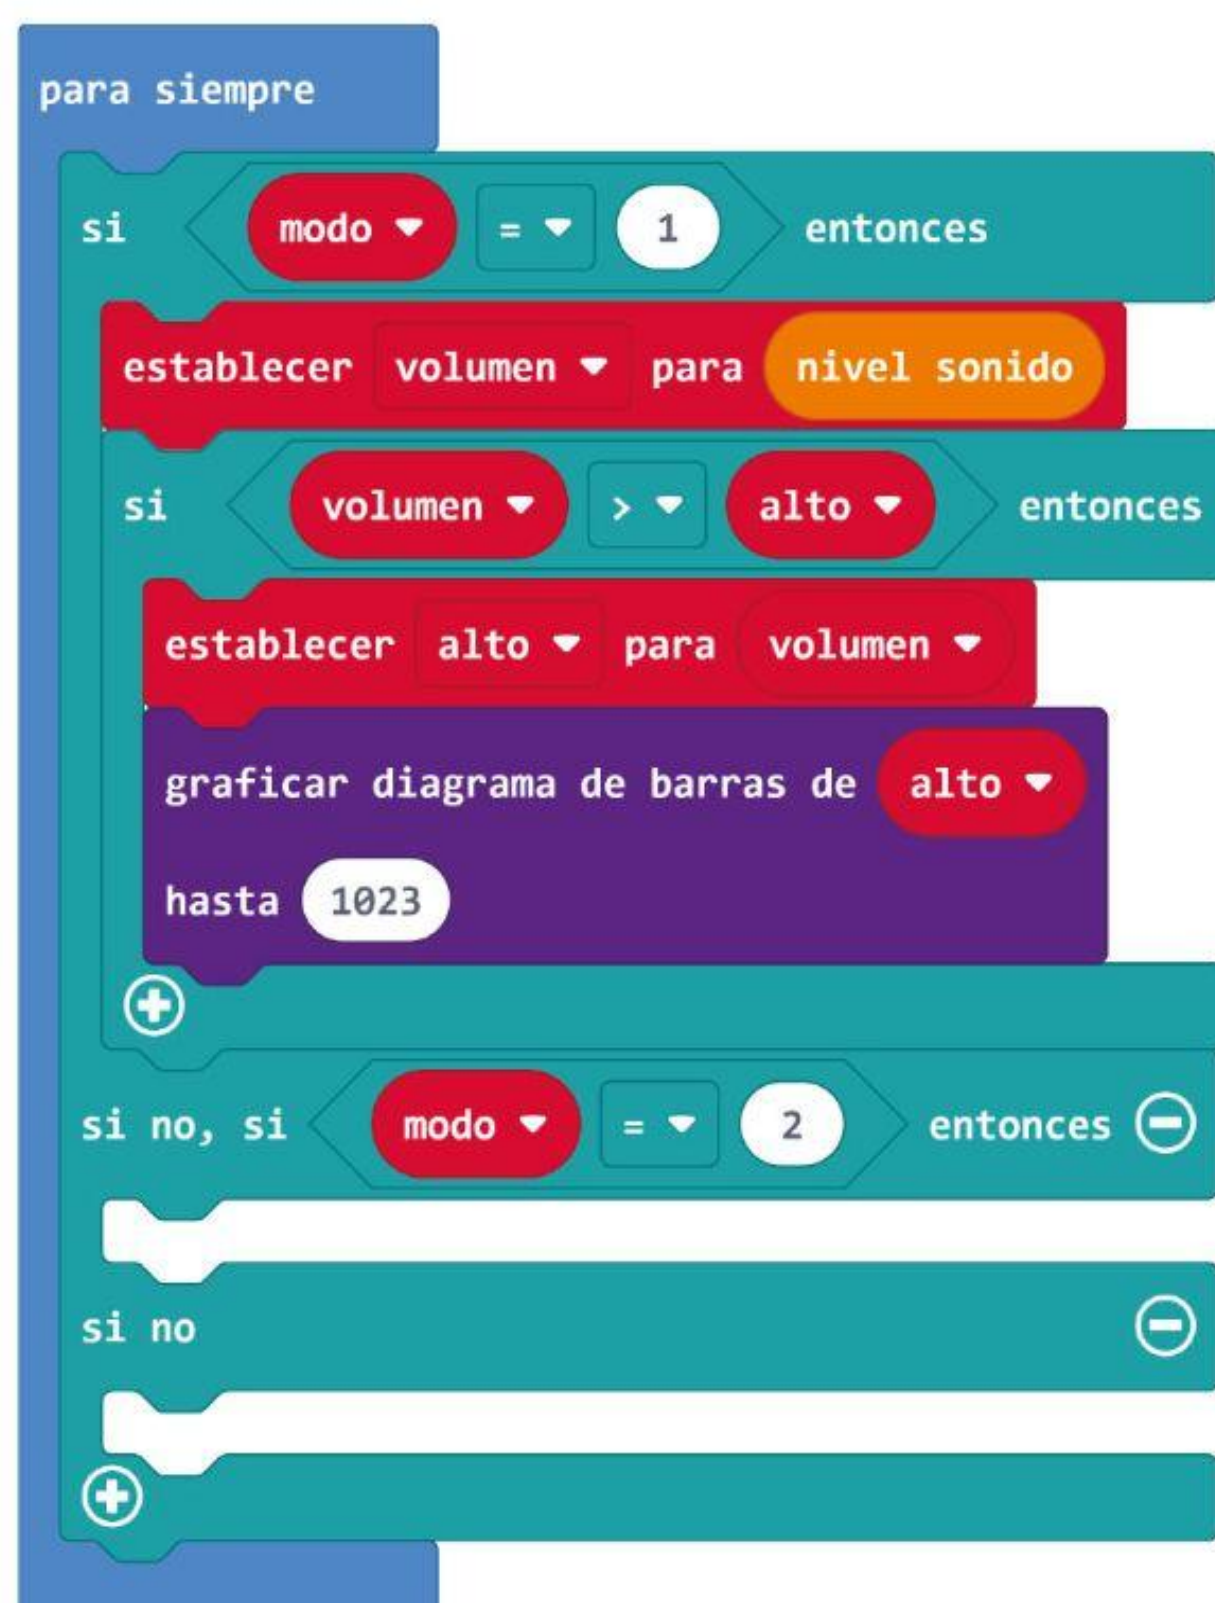 para siempre
si modo = 1 entonces
establecer volumen para nivel sonido
si volumen > alto entonces
establecer alto para volumen
graficar diagrama de barras de alto
hasta 1023
si no, si modo = 2 entonces
si no